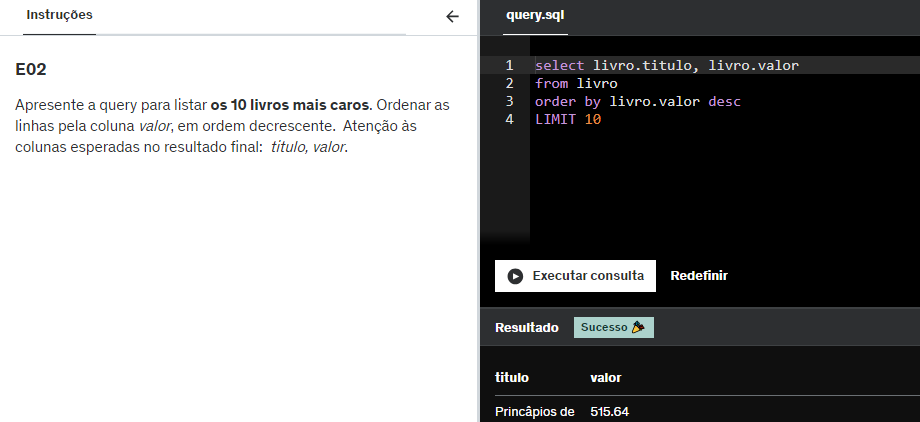 Instruções
E02
Apresente a query para listar os 10 livros mais caros. Ordenar as
linhas pela coluna valor, em ordem decrescente. Atenção às
colunas esperadas no resultado final: título, valor.
query.sql
1 select livro.titulo, livro.valor
2 from livro
3 order by livro.valor desc
4 LIMIT 10
Executar consulta Redefinir
Resultado Sucesso
titulo valor
Princâpios de 515.64